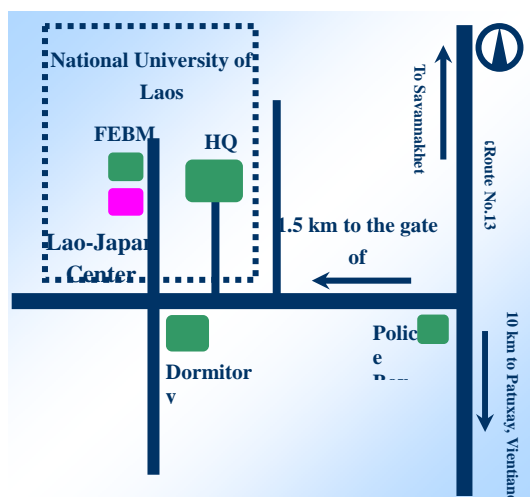 National University of
Laos
FEBM
HQ
Lao-Japan
Center
1.5 km to the gate
of
To Savannakhet
Route No.13
Polic
e
Dormitor
y
10 km to Patuxay, Vientiane